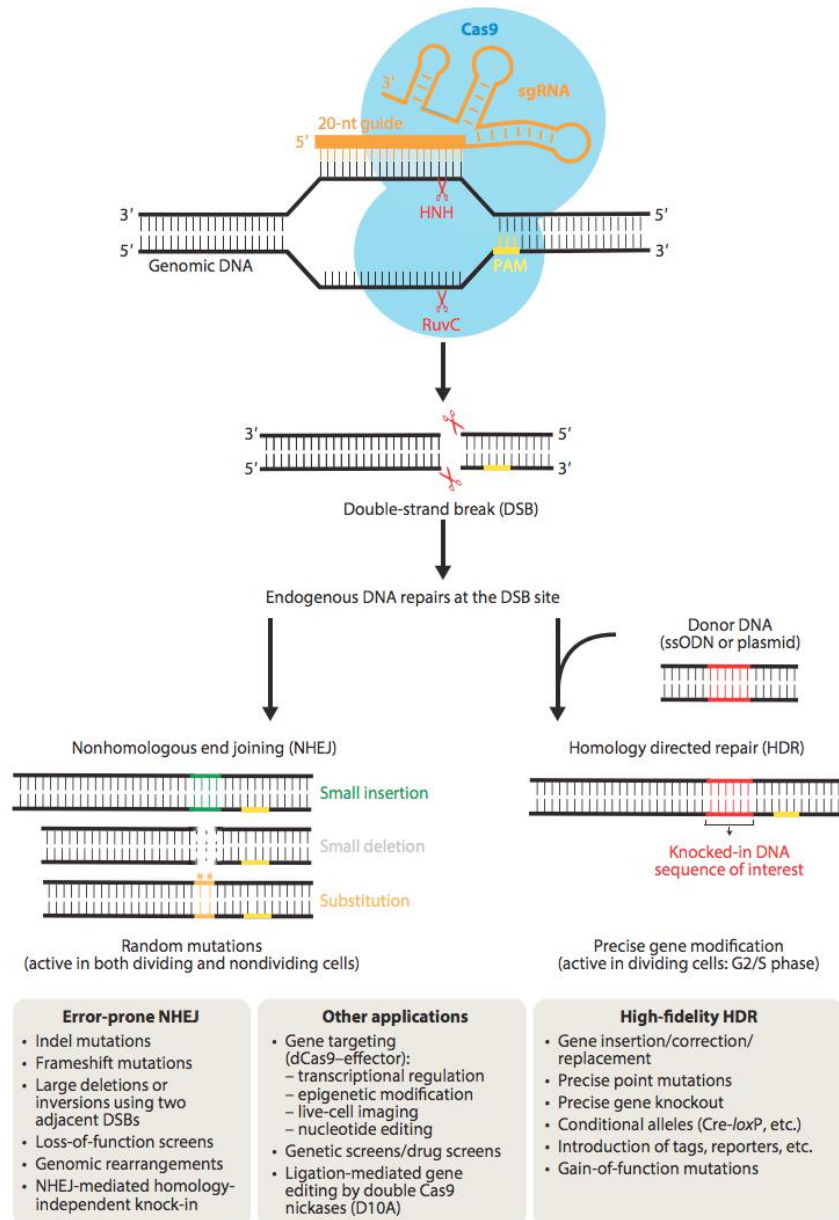 Cas9
3′
sgRNA
20-nt guide
5′
HNH
3′
5′
5′
3′
Genomic DNA
PAM
RuvC
3′
5′
5′
3′
Double-strand break (DSB)
Endogenous DNA repairs at the DSB site
Donor DNA
(ssODN or plasmid)
Nonhomologous end joining (NHEJ)
Small insertion
Small deletion
Substitution
Random mutations
(active in both dividing and nondividing cells)
Homology directed repair (HDR)
Knocked-in DNA
sequence of interest
Precise gene modification
(active in dividing cells: G2/S phase)
Error-prone NHEJ
• Indel mutations
• Frameshift mutations
• Large deletions or
inversions using two
adjacent DSBs
• Loss-of-function screens
• Genomic rearrangements
• NHEJ-mediated homology-
independent knock-in
Other applications
• Gene targeting
(dCas9–effector):
– transcriptional regulation
– epigenetic modification
– live-cell imaging
– nucleotide editing
• Genetic screens/drug screens
• Ligation-mediated gene
editing by double Cas9
nickases (D10A)
High-fidelity HDR
• Gene insertion/correction/
replacement
• Precise point mutations
• Precise gene knockout
• Conditional alleles (Cre-loxP, etc.)
• Introduction of tags, reporters, etc.
• Gain-of-function mutations